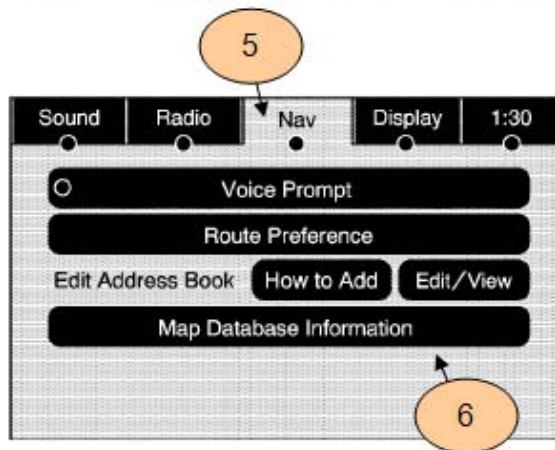 5
Sound Radio Nav Display 1:30
Voice Prompt
Route Preference
Edit Address Book How to Add Edit/View
Map Database Information
6